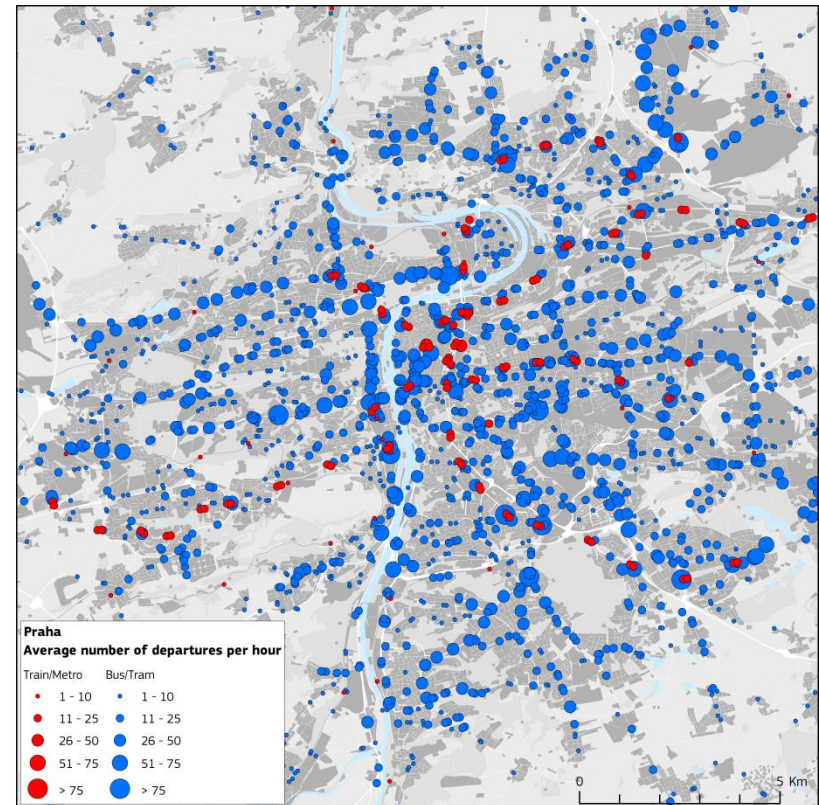 Praha
Average number of departures per hour
Train/Metro Bus/Tram
1 - 10 1 - 10
11 - 25 11 - 25
26 - 50 26 - 50
51 - 75 51 - 75
> 75 > 75
0 5 Km